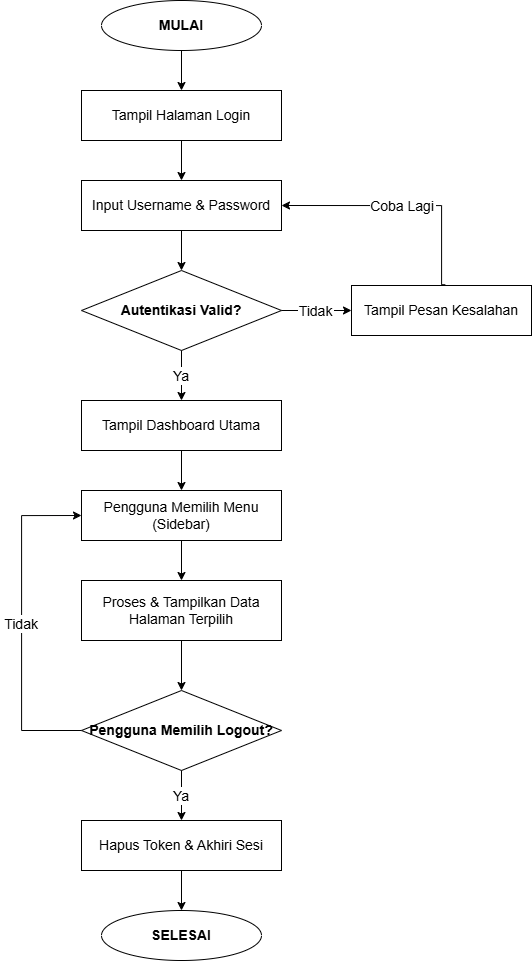 MULAI
Tampil Halaman Login
Input Username & Password
Coba Lagi
Autentikasi Valid?
Tidak
Tampil Pesan Kesalahan
Ya
Tampil Dashboard Utama
Pengguna Memilih Menu
(Sidebar)
Proses & Tampilkan Data
Halaman Terpilih
Tidak
Pengguna Memilih Logout?
Ya
Hapus Token & Akhiri Sesi
SELESAI